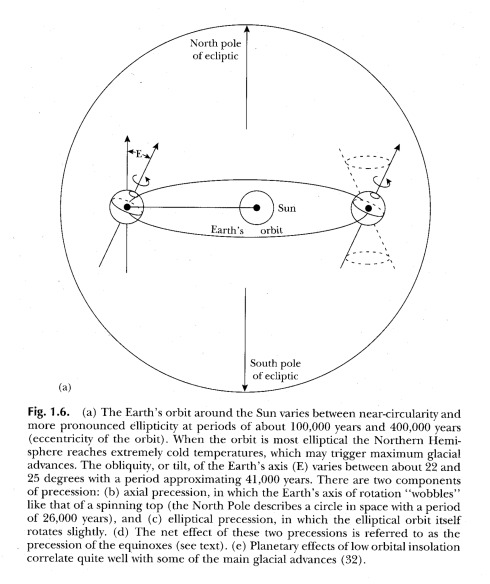 North pole
of ecliptic
E
Sun
Earth's orbit
South pole
of ecliptic
(a)
Fig. 1.6. (a) The Earth's orbit around the Sun varies between near-circularity and
more pronounced ellipticity at periods of about 100,000 years and 400,000 years
(eccentricity of the orbit). When the orbit is most elliptical the Northern Hemi-
sphere reaches extremely cold temperatures, which may trigger maximum glacial
advances. The obliquity, or tilt, of the Earth's axis (E) varies between about 22 and
25 degrees with a period approximating 41,000 years. There are two components
of precession: (b) axial precession, in which the Earth's axis of rotation "wobbles"
like that of a spinning top (the North Pole describes a circle in space with a period
of 26,000 years), and (c) elliptical precession, in which the elliptical orbit itself
rotates slightly. (d) The net effect of these two precessions is referred to as the
precession of the equinoxes (see text). (e) Planetary effects of low orbital insolation
correlate quite well with some of the main glacial advances (32).